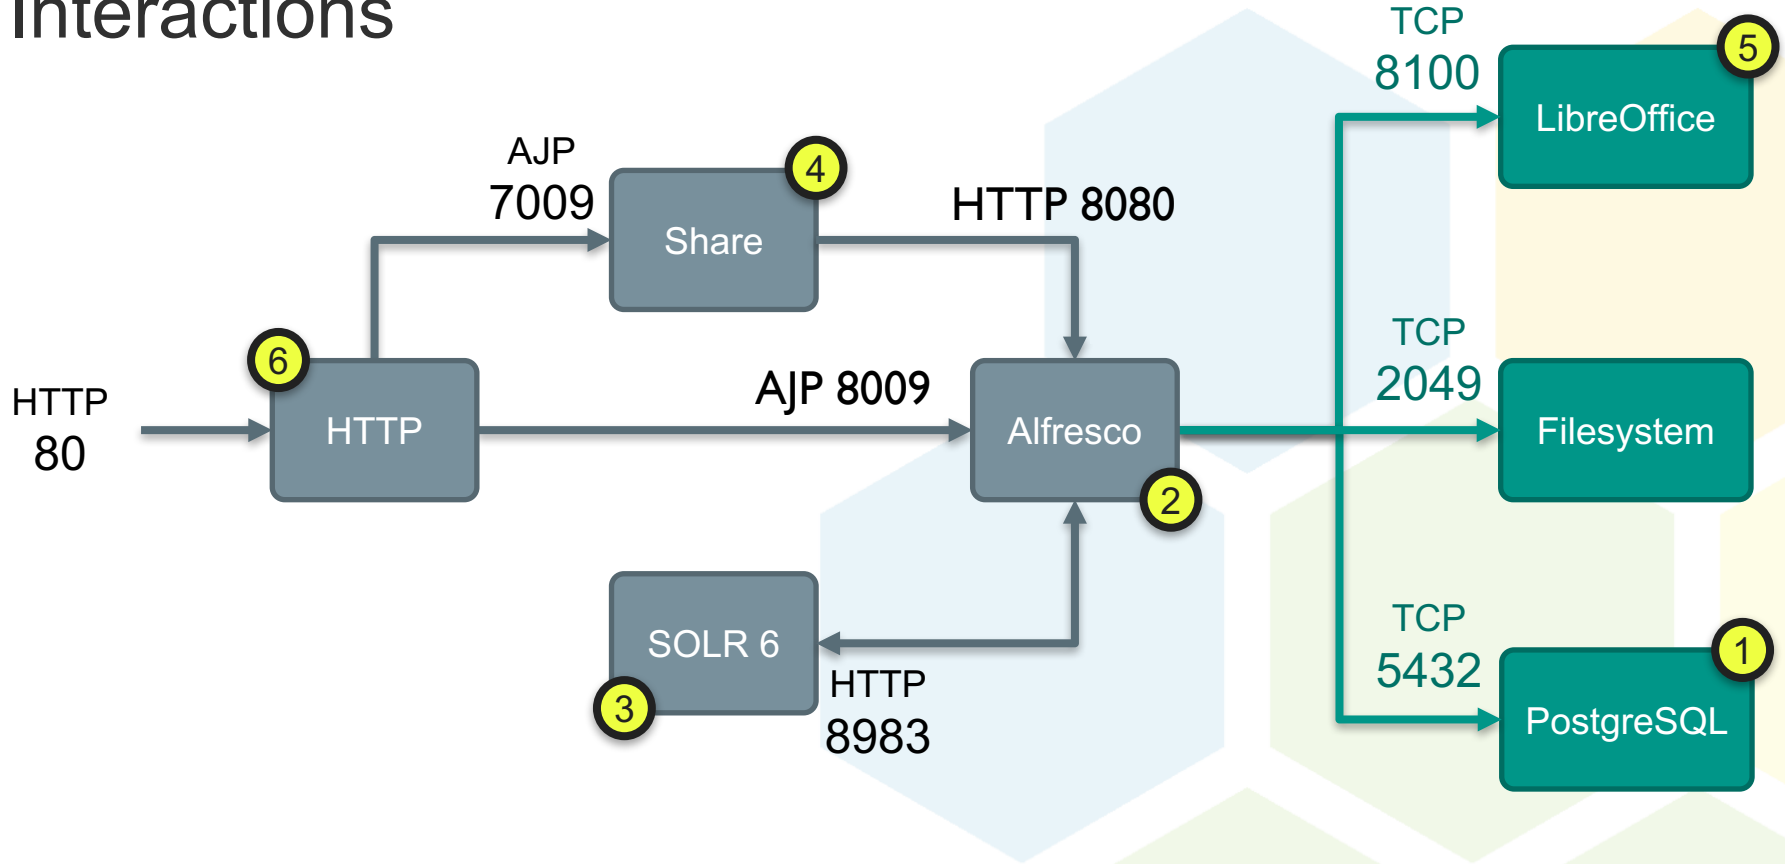 Interactions
TCP
8100
5
LibreOffice
AJP
7009
4
Share
HTTP 8080
HTTP
80
6
HTTP
AJP 8009
Alfresco
2
TCP
2049
Filesystem
SOLR 6
3
HTTP
8983
TCP
5432
1
PostgreSQL